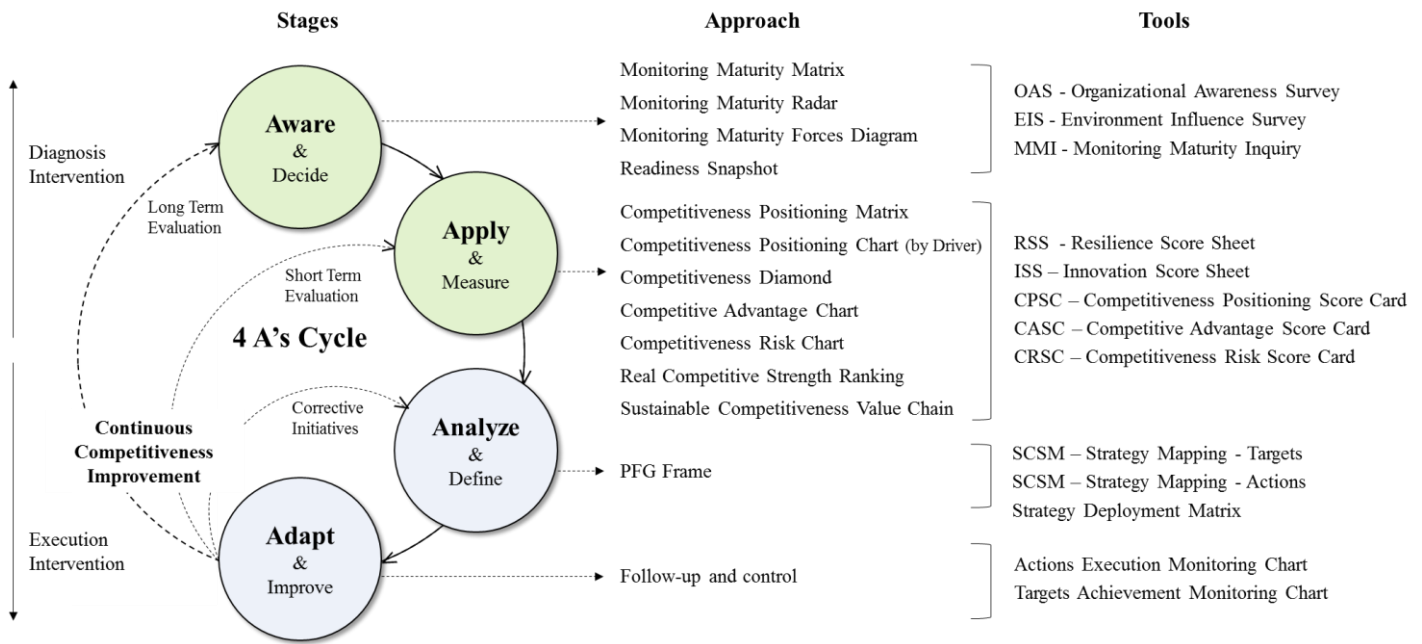 Stages
Approach
Tools
Diagnosis
Intervention
Execution
Intervention
Aware
&
Decide
Apply
&
Measure
Analyze
&
Define
Adapt
&
Improve
Long Term
Evaluation
Short Term
Evaluation
4 A's Cycle
Corrective
Initiatives
Continuous
Competitiveness
Improvement
Monitoring Maturity Matrix
Monitoring Maturity Radar
Monitoring Maturity Forces Diagram
Readiness Snapshot
Competitiveness Positioning Matrix
Competitiveness Positioning Chart (by Driver)
Competitiveness Diamond
Competitive Advantage Chart
Competitiveness Risk Chart
Real Competitive Strength Ranking
Sustainable Competitiveness Value Chain
PFG Frame
Follow-up and control
OAS - Organizational Awareness Survey
EIS - Environment Influence Survey
MMI - Monitoring Maturity Inquiry
RSS - Resilience Score Sheet
ISS – Innovation Score Sheet
CPSC – Competitiveness Positioning Score Card
CASC – Competitive Advantage Score Card
CRSC – Competitiveness Risk Score Card
SCSM – Strategy Mapping - Targets
SCSM – Strategy Mapping - Actions
Strategy Deployment Matrix
Actions Execution Monitoring Chart
Targets Achievement Monitoring Chart